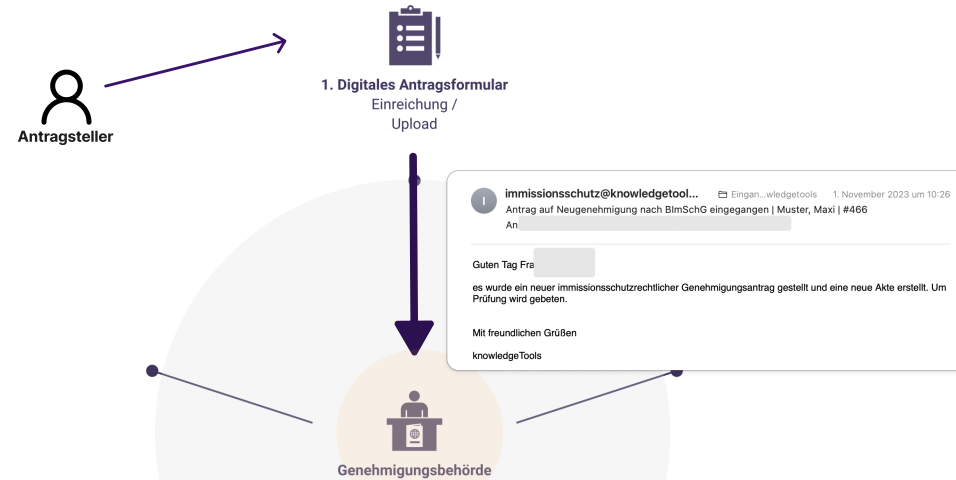 1. Digitales Antragsformular
Einreichung /
Upload
Antragsteller
I
immissionsschutz@knowledgetool... Eingan...wledgetools 1. November 2023 um 10:26
Antrag auf Neugenehmigung nach BImSchG eingegangen | Muster, Maxi | #466
An
Guten Tag Fra
es wurde ein neuer immissionsschutzrechtlicher Genehmigungsantrag gestellt und eine neue Akte erstellt. Um
Prüfung wird gebeten.
Mit freundlichen Grüßen
knowledgeTools
Genehmigungsbehörde